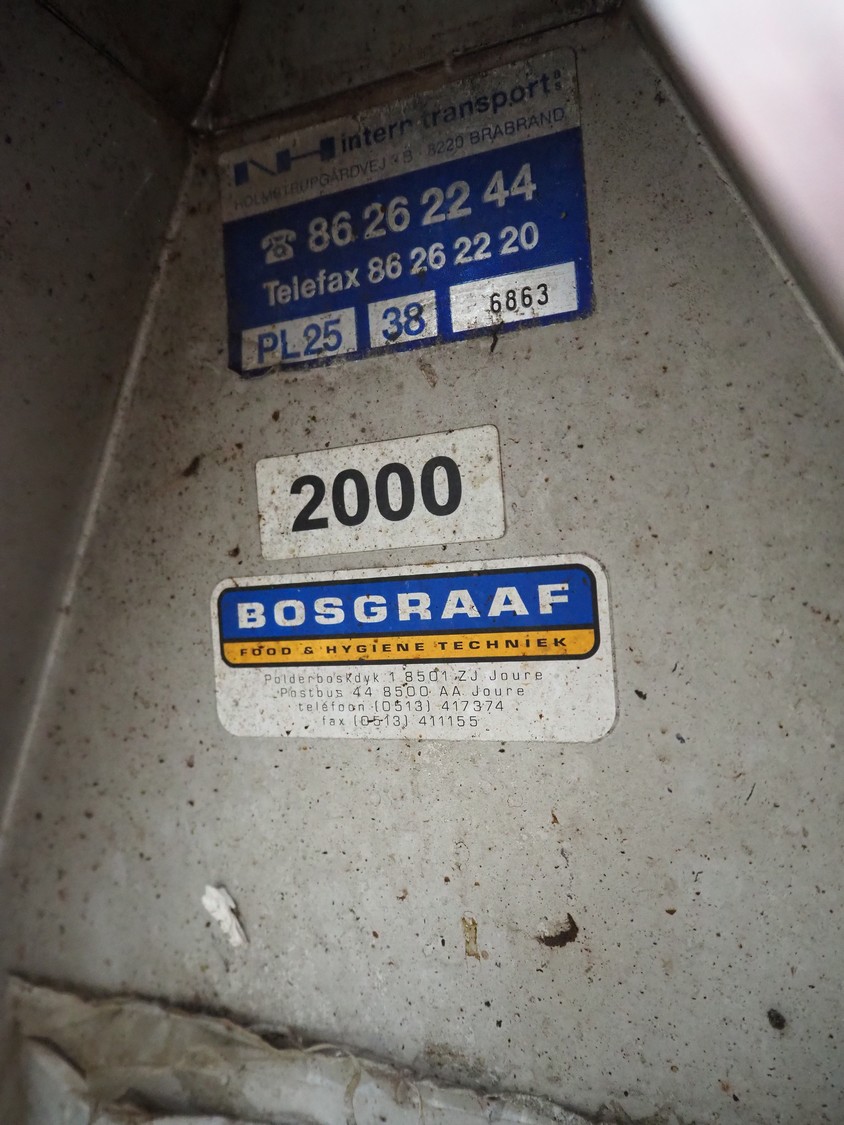 NH intern transport a/s
HOLMSTRUPGÅRDVEJ 8220 BRABRAND
☎ 86 26 22 44
Telefax 86 26 22 20
PL25 38 6863
2000
BOSGRAAF
FOOD & HYGIENE TECHNIEK
Polderboskdyk 1 8501 ZJ Joure
Postbus 44 8500 AA Joure
telefoon (0513) 417374
fax (0513) 411155